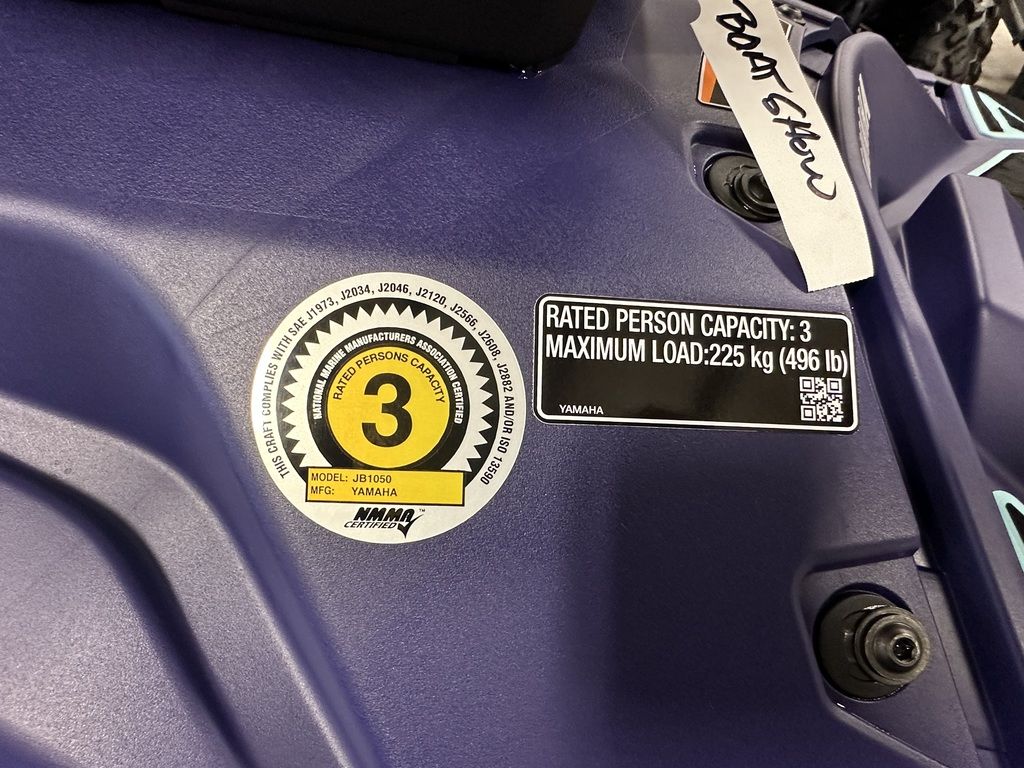 BOAT SHOW
THIS CRAFT COMPLIES WITH SAE J1973, J2034, J2046, J2120, J2566, J2608, J2882 AND/OR ISO 13590
NATIONAL MARINE MANUFACTURERS ASSOCIATION CERTIFIED
RATED PERSONS CAPACITY
3
MODEL: JB1050
MFG: YAMAHA
NMMA™
CERTIFIED
RATED PERSON CAPACITY: 3
MAXIMUM LOAD:225 kg (496 lb)
YAMAHA